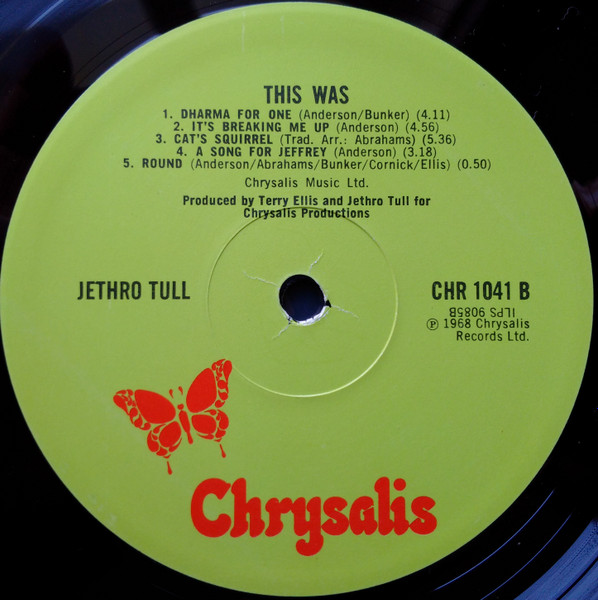 THIS WAS
1. DHARMA FOR ONE (Anderson/Bunker) (4.11)
2. IT'S BREAKING ME UP (Anderson) (4.56)
3. CAT'S SQUIRREL (Trad. Arr.: Abrahams) (5.36)
4. A SONG FOR JEFFREY (Anderson) (3.18)
5. ROUND (Anderson/Abrahams/Bunker/Cornick/Ellis) (0.50)
Chrysalis Music Ltd.
Produced by Terry Ellis and Jethro Tull for
Chrysalis Productions
JETHRO TULL
CHR 1041 B
ILPS 9085B
℗ 1968 Chrysalis
Records Ltd.
Chrysalis